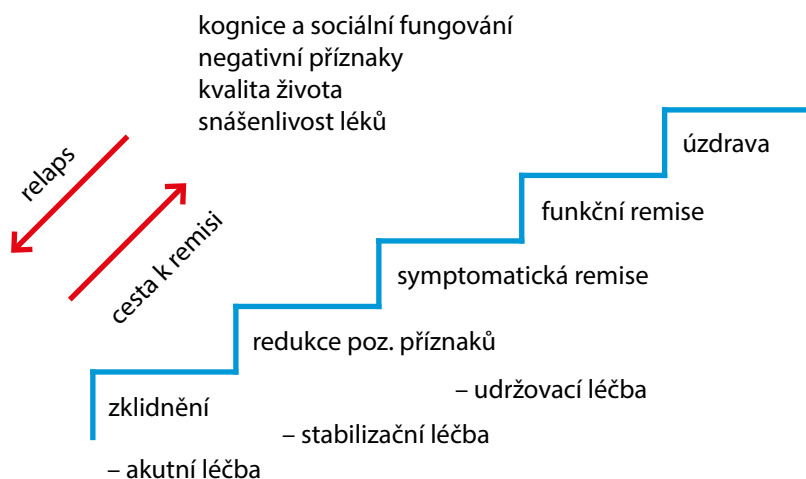 kognice a sociální fungování
negativní příznaky
kvalita života
snášenlivost léků
relaps
cesta k remisi
úzdrava
funkční remise
symptomatická remise
redukce poz. příznaků
zklidnění
– udržovací léčba
– stabilizační léčba
– akutní léčba